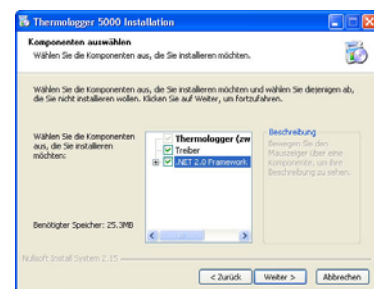 Thermologger 5000 Installation
Komponenten auswählen
Wählen Sie die Komponenten aus, die Sie installieren möchten.
Wählen Sie die Komponenten aus, die Sie installieren möchten und wählen Sie diejenigen ab,
die Sie nicht installieren wollen. Klicken Sie auf Weiter, um fortzufahren.
Wählen Sie die Komponenten
aus, die Sie installieren
möchten:
Thermologger (zw
Treiber
.NET 2.0 Framework
Beschreibung
Bewegen Sie den
Mauszeiger über eine
Komponente, um ihre
Beschreibung zu sehen.
Benötigter Speicher: 25.3MB
Nullsoft Install System 2.15
< Zurück
Weiter >
Abbrechen